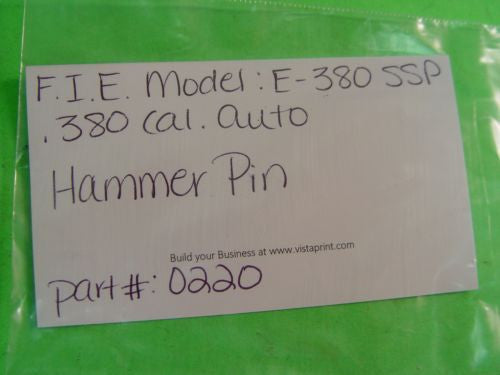 F.I.E. Model: E-380 SSP
.380 cal. auto
Hammer Pin
Build your Business at www.vistaprint.com
part#: 0220